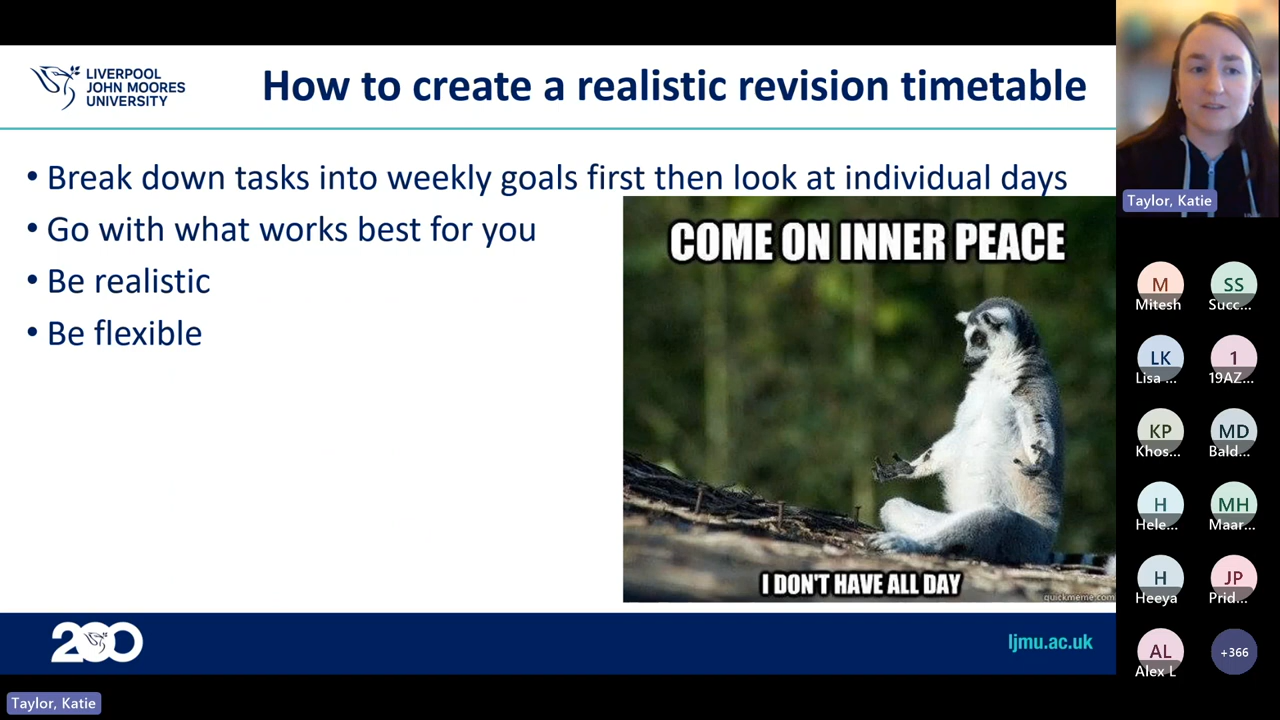 LIVERPOOL
JOHN MOORES
UNIVERSITY
How to create a realistic revision timetable
• Break down tasks into weekly goals first then look at individual days
• Go with what works best for you
• Be realistic
• Be flexible
COME ON INNER PEACE
I DON'T HAVE ALL DAY
quickmeme.com
200
ljmu.ac.uk
Taylor, Katie
Taylor, Katie
M
SS
Mitesh
Succ...
LK
1
Lisa ...
19AZ...
KP
MD
Khos...
Bald...
H
MH
Hele...
Maar...
H
JP
Heeya
Prid...
AL
+366
Alex L